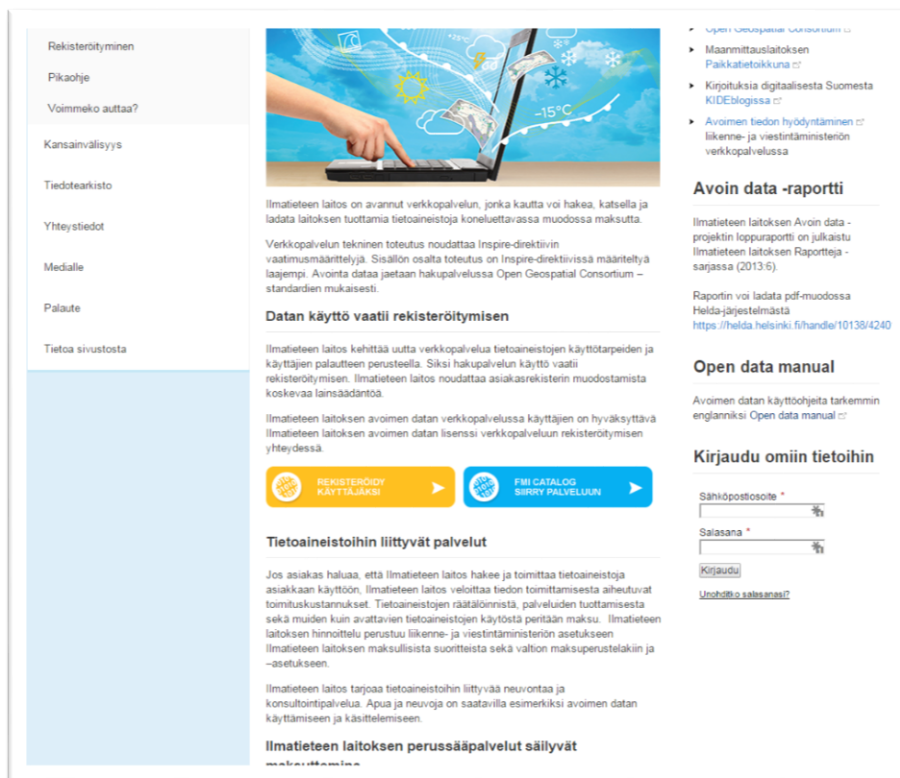 Rekisteröityminen
Pikaohje
Voimmeko auttaa?
Kansainvälisyys
Tiedotearkisto
Yhteystiedot
Medialle
Palaute
Tietoa sivustosta
+25°C
-15°C
Ilmatieteen laitos on avannut verkkopalvelun, jonka kautta voi hakea, katsella ja
ladata laitoksen tuottamia tietoaineistoja koneluettavassa muodossa maksutta.
Verkkopalvelun tekninen toteutus noudattaa Inspire-direktiivin
vaatimusmäärittelyjä. Sisällön osalta toteutus on Inspire-direktiivissä määriteltyä
laajempi. Avointa dataa jaetaan hakupalvelussa Open Geospatial Consortium –
standardien mukaisesti.
Datan käyttö vaatii rekisteröitymisen
Ilmatieteen laitos kehittää uutta verkkopalvelua tietoaineistojen käyttötarpeiden ja
käyttäjien palautteen perusteella. Siksi hakupalvelun käyttö vaatii
rekisteröitymisen. Ilmatieteen laitos noudattaa asiakasrekisterin muodostamista
koskevaa lainsäädäntöä.
Ilmatieteen laitoksen avoimen datan verkkopalvelussa käyttäjien on hyväksyttävä
Ilmatieteen laitoksen avoimen datan lisenssi verkkopalveluun rekisteröitymisen
yhteydessä.
REKISTERÖIDY
KÄYTTÄJÄKSI
FMI CATALOG
SIIRRY PALVELUUN
Tietoaineistoihin liittyvät palvelut
Jos asiakas haluaa, että Ilmatieteen laitos hakee ja toimittaa tietoaineistoja
asiakkaan käyttöön, Ilmatieteen laitos veloittaa tiedon toimittamisesta aiheutuvat
toimituskustannukset. Tietoaineistojen räätälöinnistä, palveluiden tuottamisesta
sekä muiden kuin avattavien tietoaineistojen käytöstä peritään maksu. Ilmatieteen
laitoksen hinnoittelu perustuu liikenne- ja viestintäministeriön asetukseen
Ilmatieteen laitoksen maksullisista suoritteista sekä valtion maksuperustelakiin ja
–asetukseen.
Ilmatieteen laitos tarjoaa tietoaineistoihin liittyvää neuvontaa ja
konsultointipalvelua. Apua ja neuvoja on saatavilla esimerkiksi avoimen datan
käyttämiseen ja käsittelemiseen.
Ilmatieteen laitoksen perussääpalvelut säilyvät
maksuttomina
Open Geospatial Consortium
Maanmittauslaitoksen
Paikkatietoikkuna
Kirjoituksia digitaalisesta Suomesta
KIDEblogissa
Avoimen tiedon hyödyntäminen
liikenne- ja viestintäministeriön
verkkopalvelussa
Avoin data -raportti
Ilmatieteen laitoksen Avoin data -
projektin loppuraportti on julkaistu
Ilmatieteen laitoksen Raportteja -
sarjassa (2013:6).
Raportin voi ladata pdf-muodossa
Helda-järjestelmästä
https://helda.helsinki.fi/handle/10138/4240
Open data manual
Avoimen datan käyttöohjeita tarkemmin
englanniksi Open data manual
Kirjaudu omiin tietoihin
Sähköpostiosoite *
Salasana *
Kirjaudu
Unohditko salasanasi?